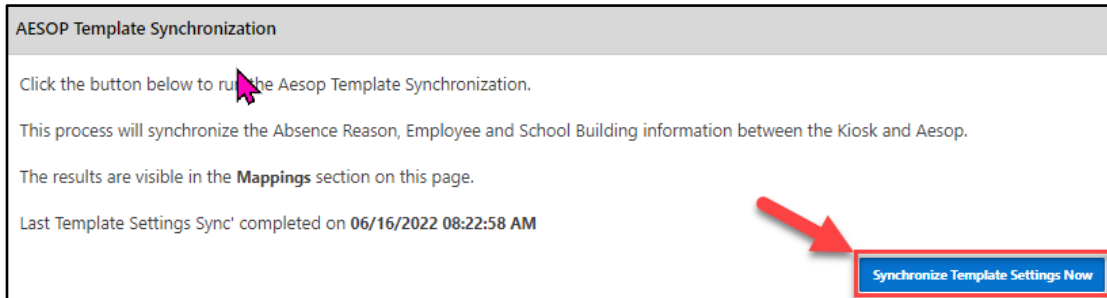 AESOP Template Synchronization
Click the button below to run the Aesop Template Synchronization.
This process will synchronize the Absence Reason, Employee and School Building information between the Kiosk and Aesop.
The results are visible in the Mappings section on this page.
Last Template Settings Sync' completed on 06/16/2022 08:22:58 AM
Synchronize Template Settings Now